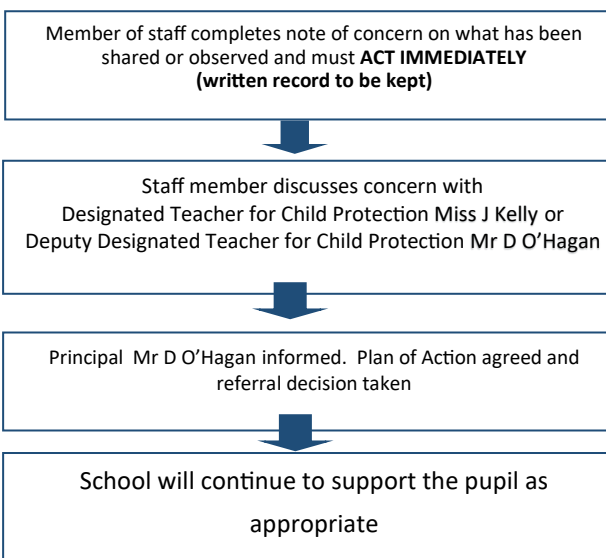 Member of staff completes note of concern on what has been
shared or observed and must ACT IMMEDIATELY
(written record to be kept)
Staff member discusses concern with
Designated Teacher for Child Protection Miss J Kelly or
Deputy Designated Teacher for Child Protection Mr D O’Hagan
Principal Mr D O’Hagan informed. Plan of Action agreed and
referral decision taken
School will continue to support the pupil as
appropriate